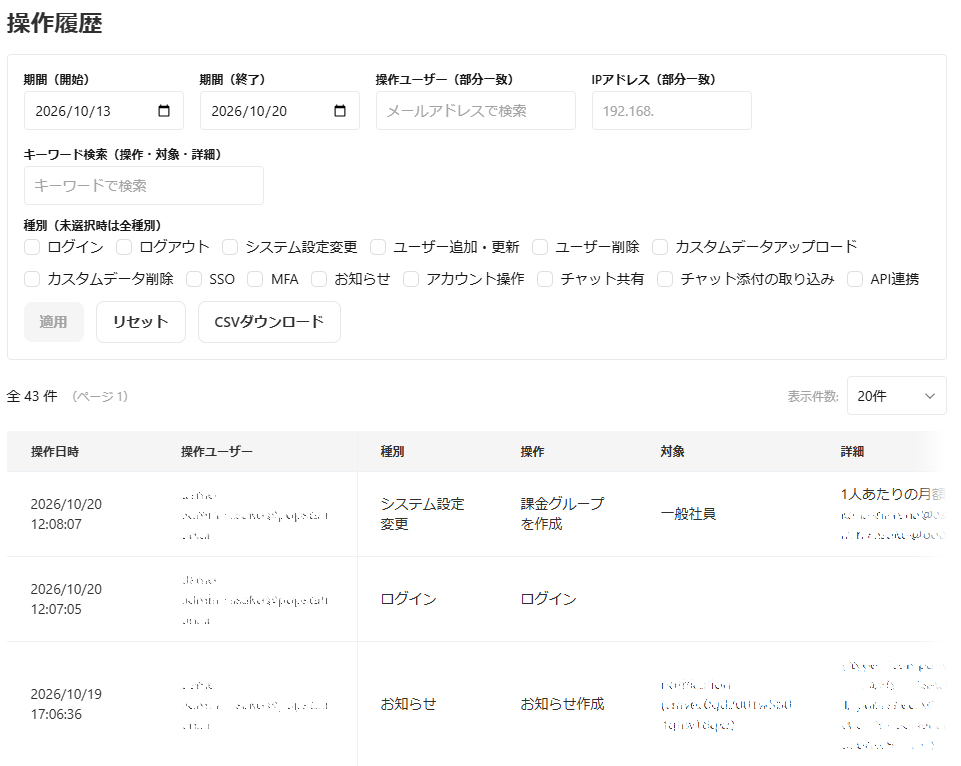 操作履歴
期間（開始） 期間（終了） 操作ユーザー（部分一致） IPアドレス（部分一致）
2026/10/13 2026/10/20 メールアドレスで検索 192.168.
キーワード検索（操作・対象・詳細）
キーワードで検索
種別（未選択時は全種別）
ログイン ログアウト システム設定変更 ユーザー追加・更新 ユーザー削除 カスタムデータアップロード
カスタムデータ削除 SSO MFA お知らせ アカウント操作 チャット共有 チャット添付の取り込み API連携
適用 リセット CSVダウンロード
全 43 件 （ページ 1） 表示件数: 20件
操作日時 操作ユーザー 種別 操作 対象 詳細
2026/10/20
12:08:07
システム設定
変更
課金グループ
を作成
一般社員
1人あたりの月額
2026/10/20
12:07:05
ログイン ログイン
2026/10/19
17:06:36
お知らせ お知らせ作成